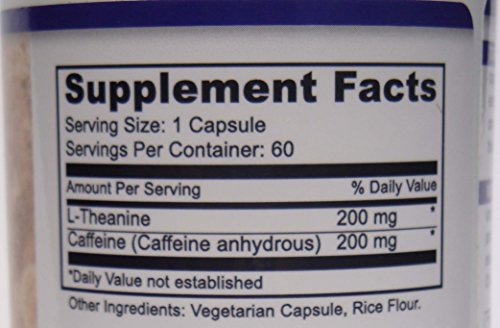 Supplement Facts
Serving Size: 1 Capsule
Servings Per Container: 60
Amount Per Serving % Daily Value
L-Theanine 200 mg *
Caffeine (Caffeine anhydrous) 200 mg *
*Daily Value not established
Other Ingredients: Vegetarian Capsule, Rice Flour.